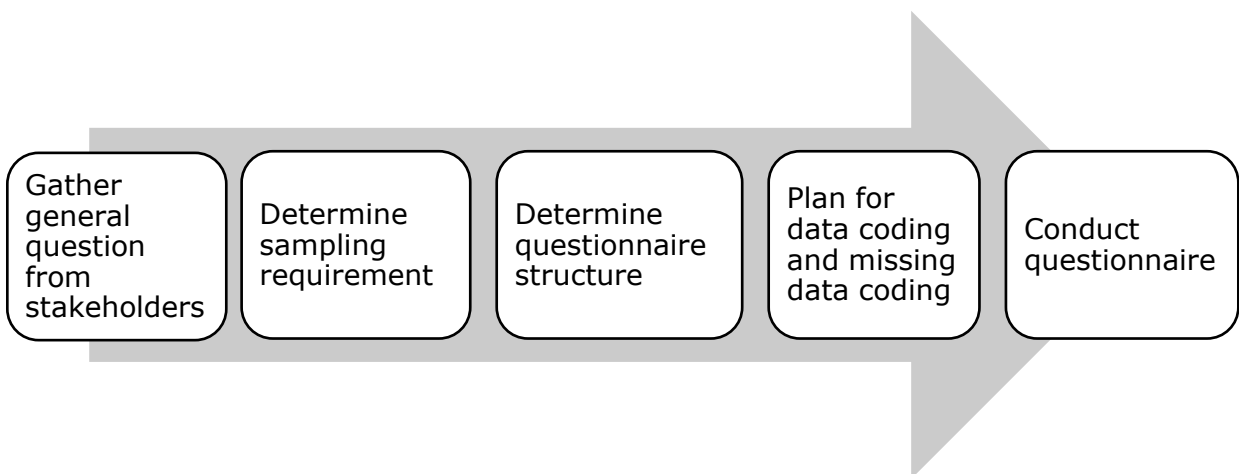 Gather
general
question
from
stakeholders
Determine
sampling
requirement
Determine
questionnaire
structure
Plan for
data coding
and missing
data coding
Conduct
questionnaire